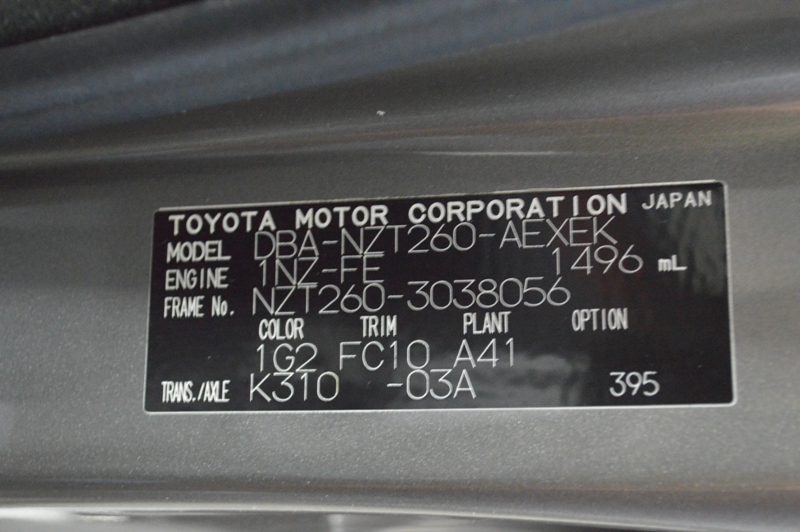 TOYOTA MOTOR CORPORATION JAPAN
MODEL DBA-NZT260-AEXEK
ENGINE 1NZ-FE 1496 mL
FRAME No. NZT260-3038056
COLOR TRIM PLANT OPTION
1G2 FC10 A41
TRANS./AXLE K310 -03A 395